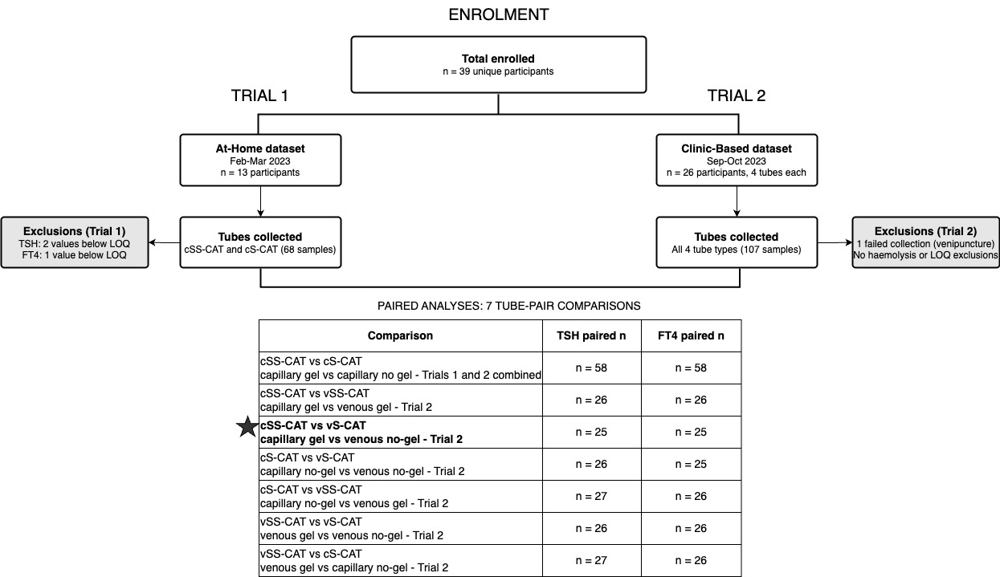 ENROLMENT
Total enrolled
n = 39 unique participants
TRIAL 1
TRIAL 2
At-Home dataset
Feb-Mar 2023
n = 13 participants
Clinic-Based dataset
Sep-Oct 2023
n = 26 participants, 4 tubes each
Exclusions (Trial 1)
TSH: 2 values below LOQ
FT4: 1 value below LOQ
Tubes collected
cSS-CAT and cS-CAT (68 samples)
Tubes collected
All 4 tube types (107 samples)
Exclusions (Trial 2)
1 failed collection (venipuncture)
No haemolysis or LOQ exclusions
PAIRED ANALYSES: 7 TUBE-PAIR COMPARISONS
Comparison TSH paired n FT4 paired n
cSS-CAT vs cS-CAT
capillary gel vs capillary no gel - Trials 1 and 2 combined
n = 58 n = 58
cSS-CAT vs vSS-CAT
capillary gel vs venous gel - Trial 2
n = 26 n = 26
cSS-CAT vs vS-CAT
capillary gel vs venous no-gel - Trial 2
n = 25 n = 25
cS-CAT vs vS-CAT
capillary no-gel vs venous no-gel - Trial 2
n = 26 n = 25
cS-CAT vs vSS-CAT
capillary no-gel vs venous gel - Trial 2
n = 27 n = 26
vSS-CAT vs vS-CAT
venous gel vs venous no-gel - Trial 2
n = 26 n = 26
vSS-CAT vs cS-CAT
venous gel vs capillary no-gel - Trial 2
n = 27 n = 26